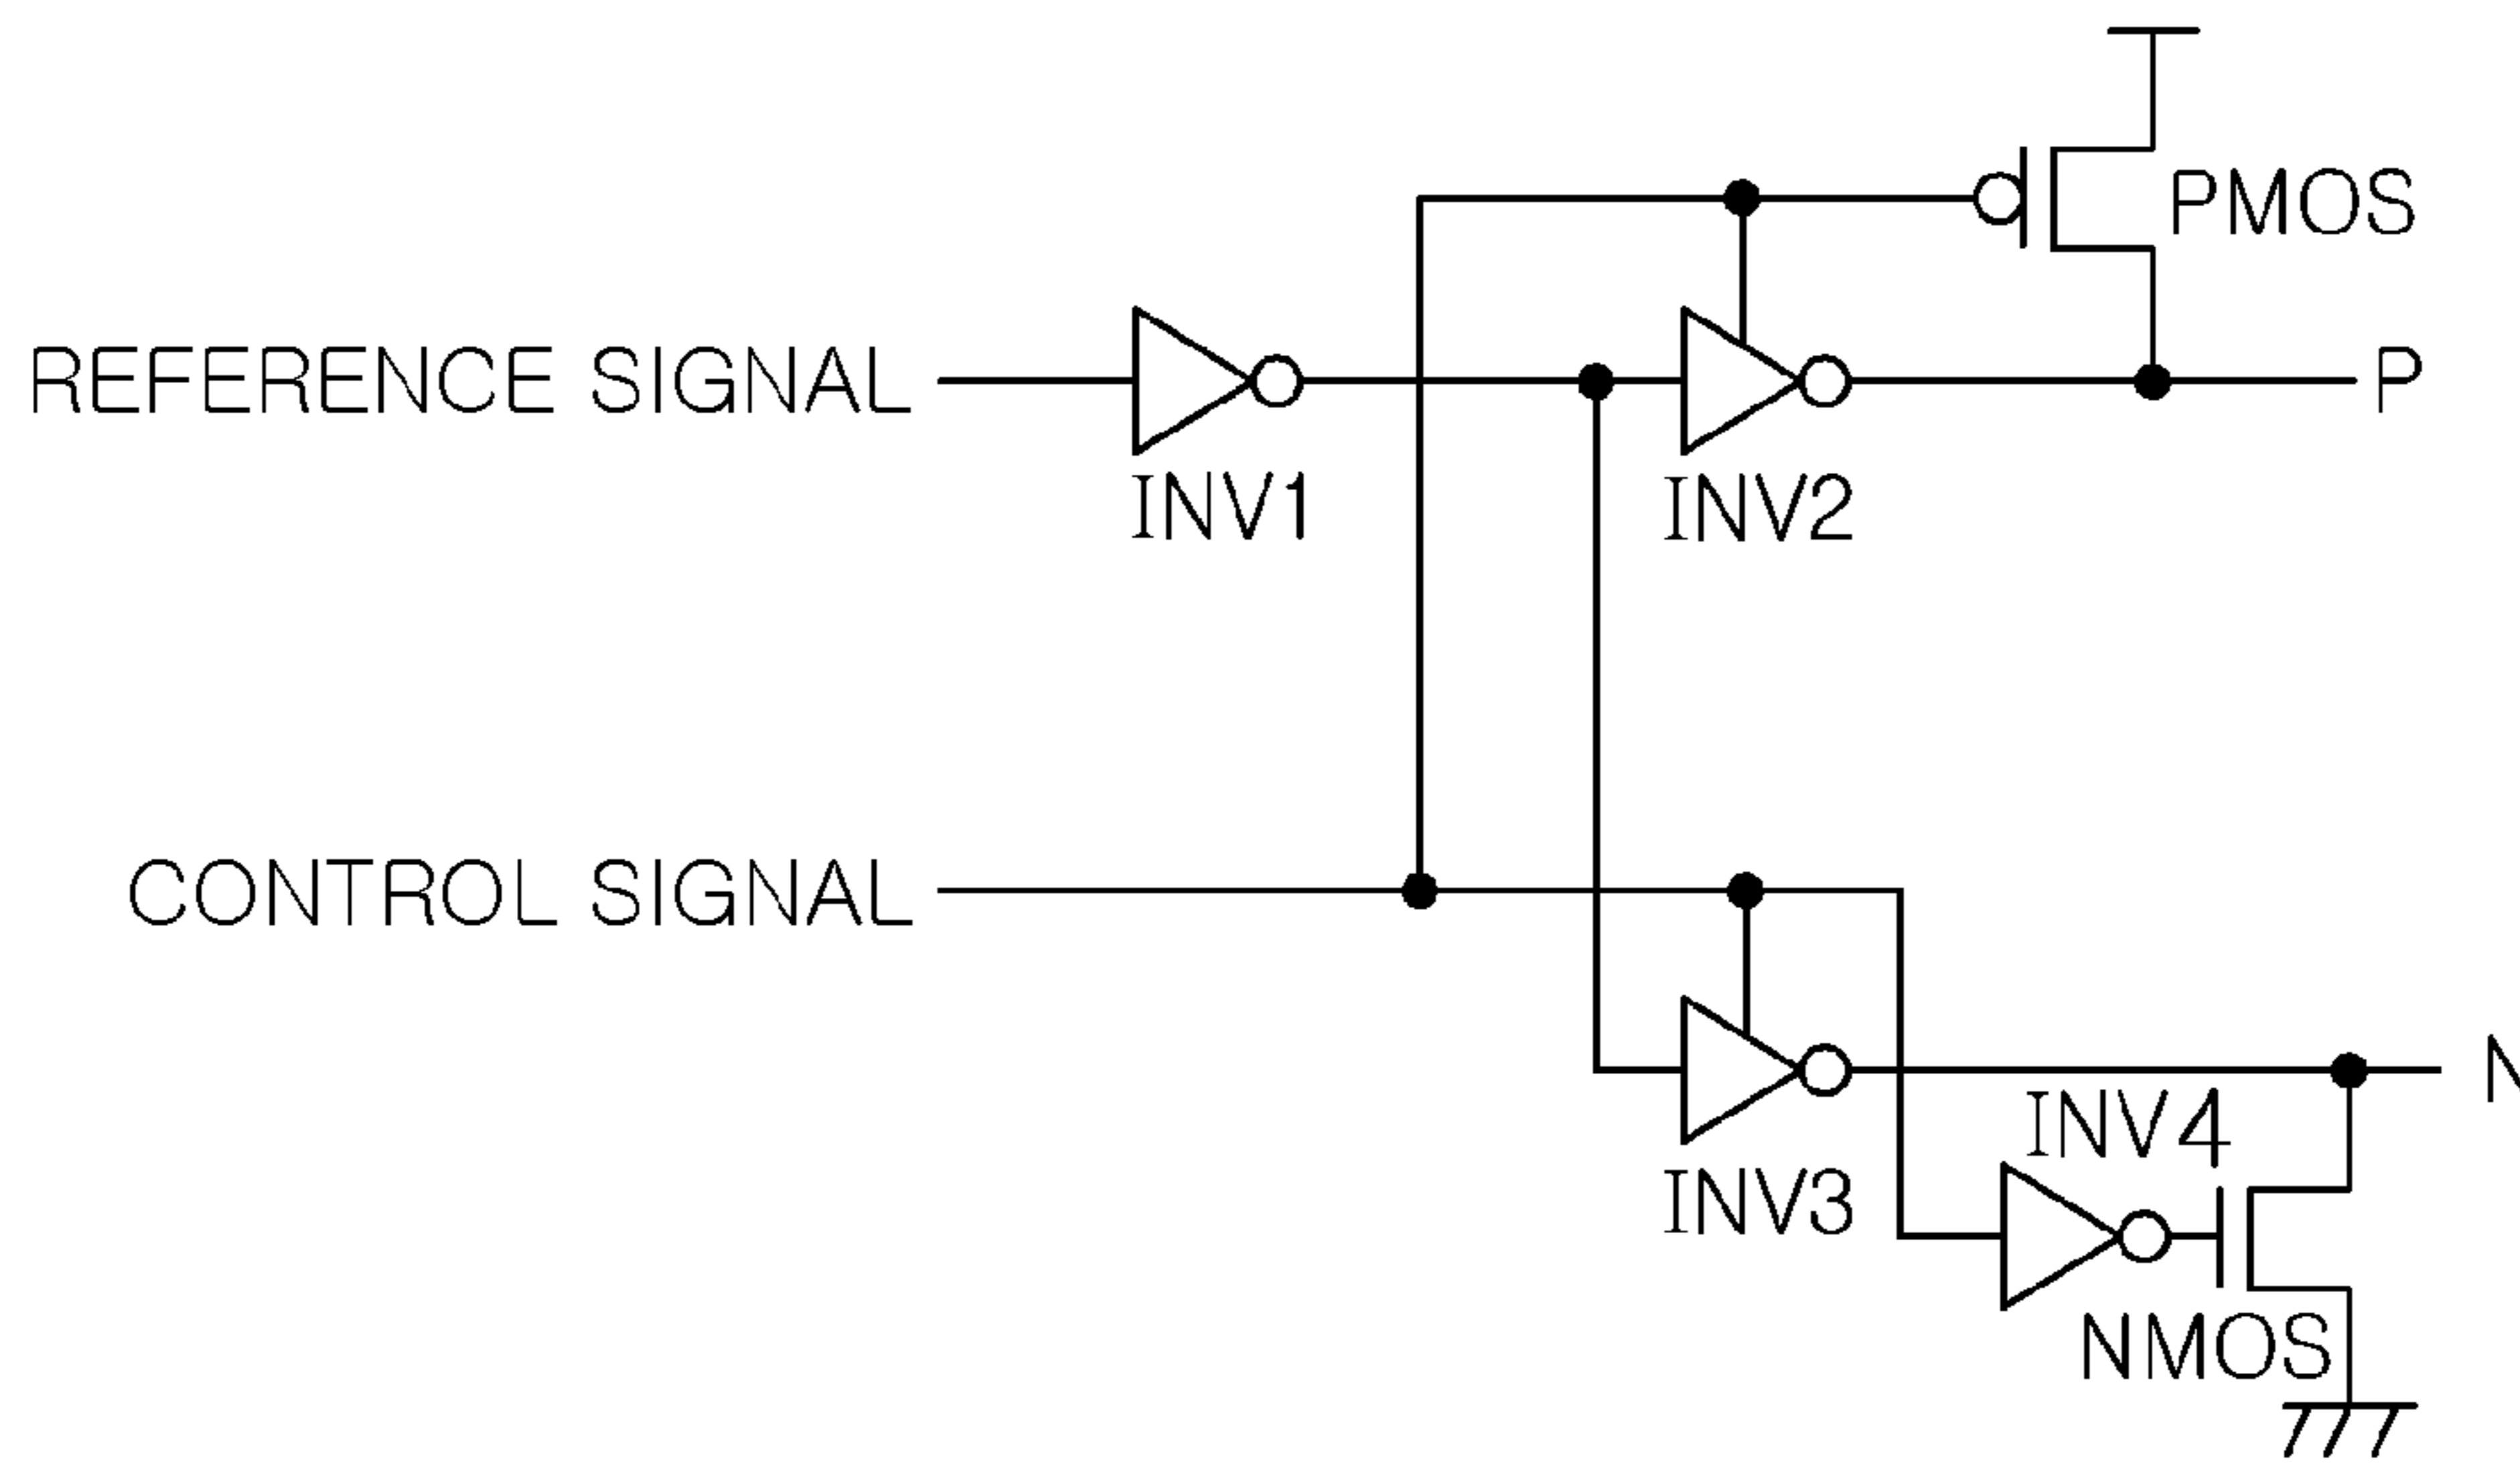 PMOS
REFERENCE SIGNAL
P
INV1
INV2
CONTROL SIGNAL
N
INV4
INV3
NMOS